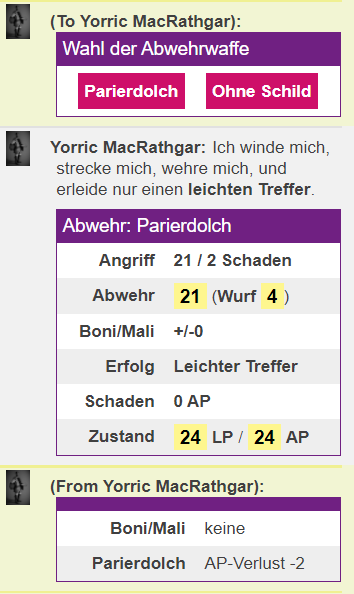 (To Yorric MacRathgar):
Wahl der Abwehrwaffe
Parierdolch Ohne Schild
Yorric MacRathgar: Ich winde mich,
strecke mich, wehre mich, und
erleide nur einen leichten Treffer.
Abwehr: Parierdolch
Angriff 21 / 2 Schaden
Abwehr 21 (Wurf 4)
Boni/Mali +/-0
Erfolg Leichter Treffer
Schaden 0 AP
Zustand 24 LP / 24 AP
(From Yorric MacRathgar):
Boni/Mali keine
Parierdolch AP-Verlust -2